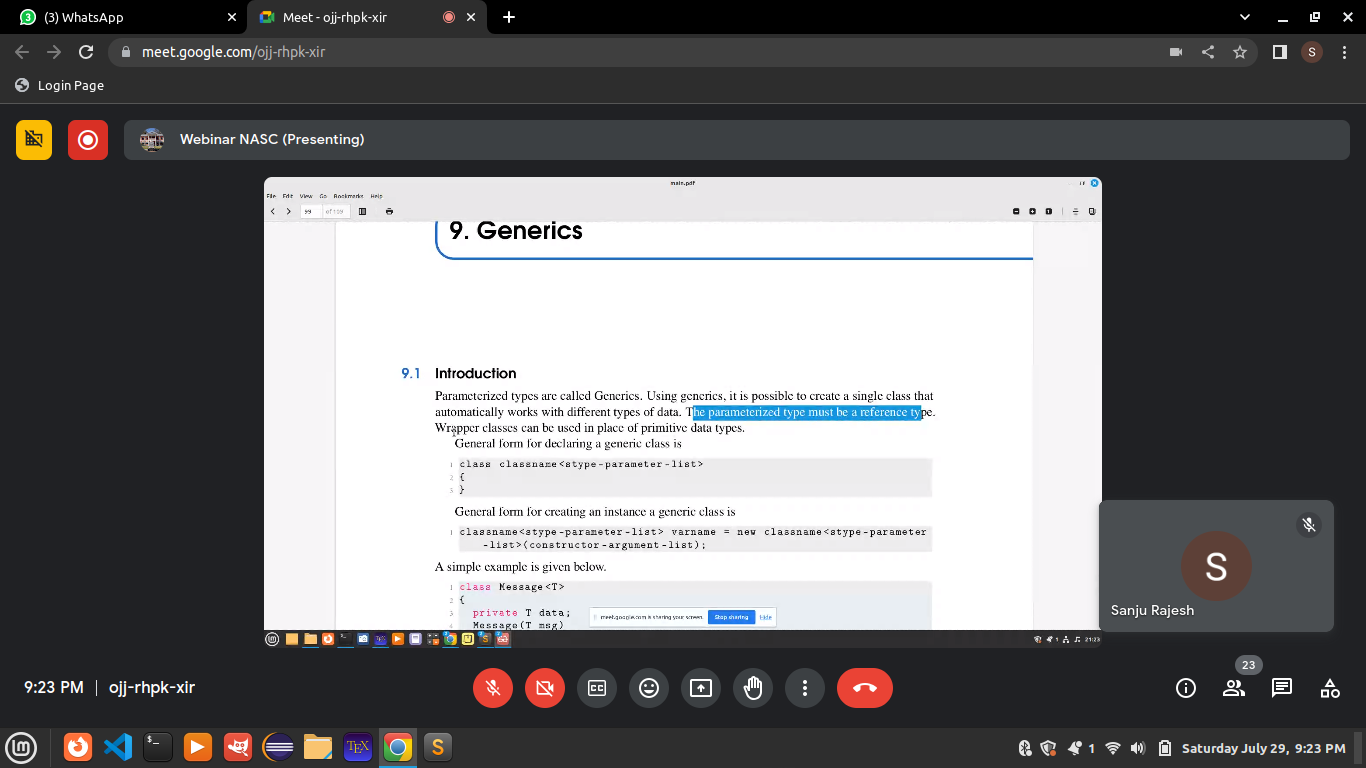 (3) WhatsApp
Meet - ojj-rhpk-xir
meet.google.com/ojj-rhpk-xir
S
Login Page
Webinar NASC (Presenting)
main.pdf
File Edit View Go Bookmarks Help
99 of 109
9. Generics
9.1 Introduction
Parameterized types are called Generics. Using generics, it is possible to create a single class that
automatically works with different types of data. The parameterized type must be a reference type.
Wrapper classes can be used in place of primitive data types.
General form for declaring a generic class is
1 class classname<stype-parameter-list>
2 {
3 }
General form for creating an instance a generic class is
1 classname<stype-parameter-list> varname = new classname<stype-parameter
-list>(constructor-argument-list);
A simple example is given below.
1 class Message<T>
2 {
3 private T data;
4 Message(T msg)
meet.google.com is sharing your screen. Stop sharing Hide
21:23
S
Sanju Rajesh
9:23 PM | ojj-rhpk-xir
23
1 Saturday July 29, 9:23 PM